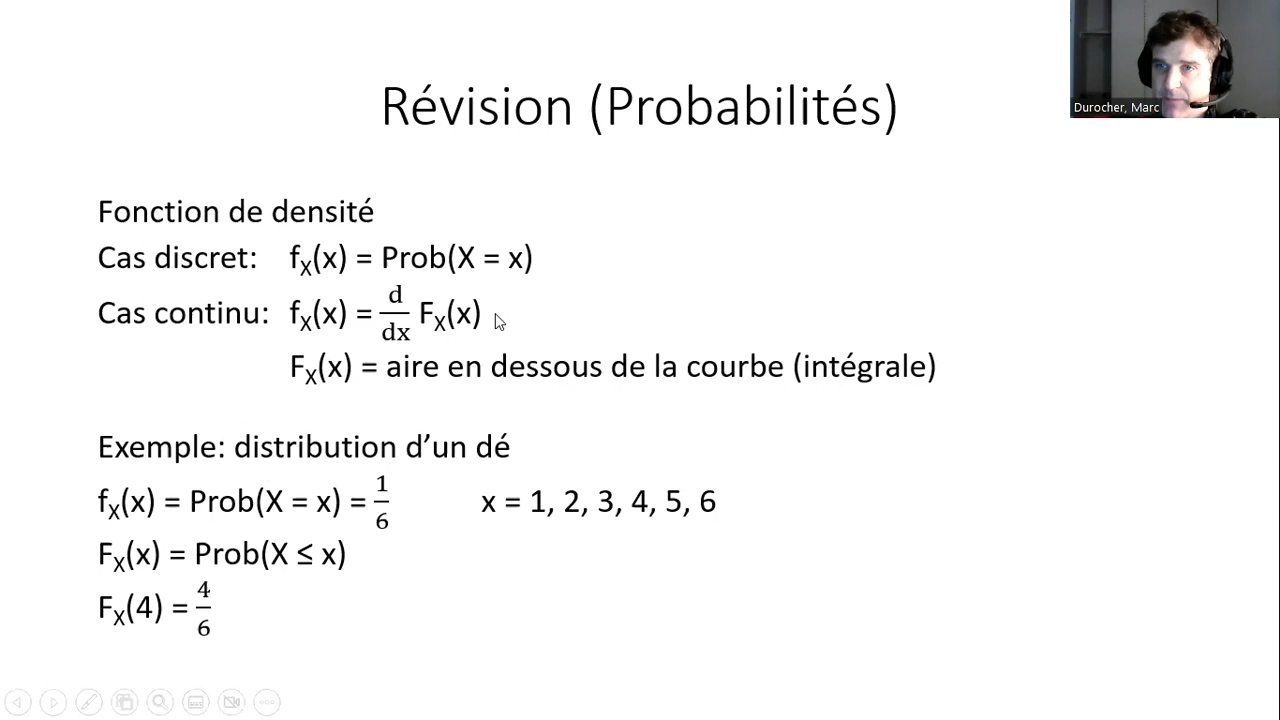 Révision (Probabilités)
Durocher, Marc
Fonction de densité
Cas discret: fX(x) = Prob(X = x)
Cas continu: fX(x) = d/dx FX(x)
FX(x) = aire en dessous de la courbe (intégrale)
Exemple: distribution d’un dé
fX(x) = Prob(X = x) = 1/6 x = 1, 2, 3, 4, 5, 6
FX(x) = Prob(X ≤ x)
FX(4) = 4/6